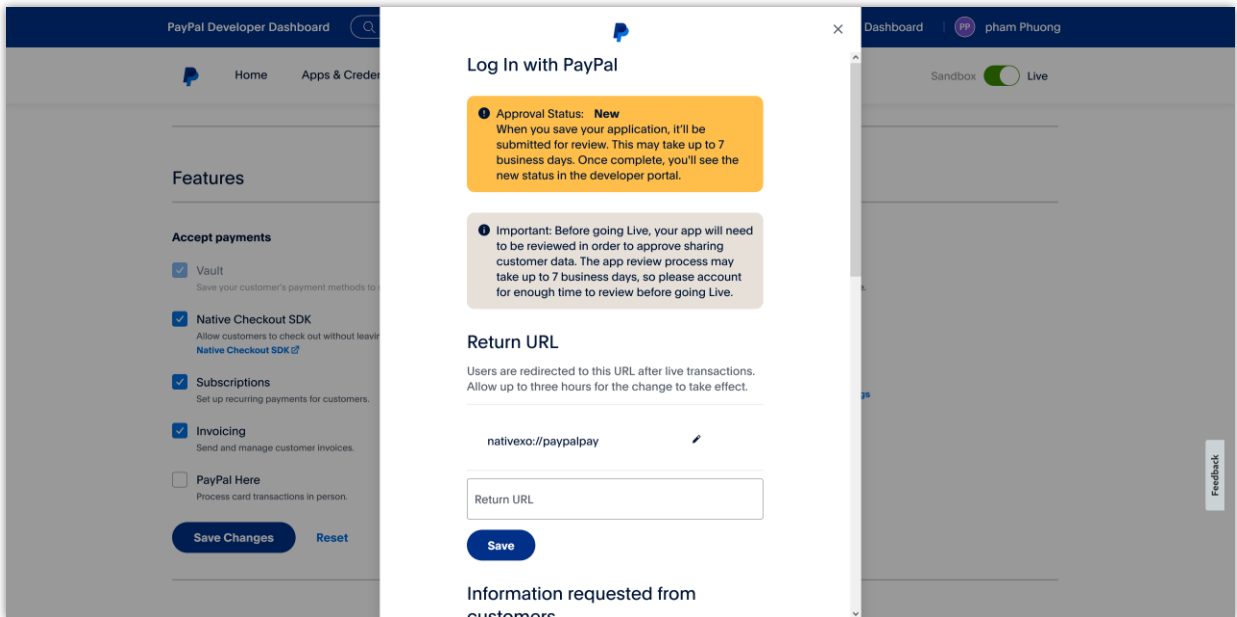 PayPal Developer Dashboard
Dashboard
PP
pham Phuong
Home
Apps & Creder
Sandbox
Live
Features
Accept payments
Vault
Save your customer's payment methods to
Native Checkout SDK
Allow customers to check out without leavin
Native Checkout SDK
Subscriptions
Set up recurring payments for customers.
Invoicing
Send and manage customer invoices.
PayPal Here
Process card transactions in person.
Save Changes
Reset
Log In with PayPal
Approval Status: New
When you save your application, it'll be
submitted for review. This may take up to 7
business days. Once complete, you'll see the
new status in the developer portal.
Important: Before going Live, your app will need
to be reviewed in order to approve sharing
customer data. The app review process may
take up to 7 business days, so please account
for enough time to review before going Live.
Return URL
Users are redirected to this URL after live transactions.
Allow up to three hours for the change to take effect.
nativexo://paypalpay
Return URL
Save
Information requested from
customers
Feedback